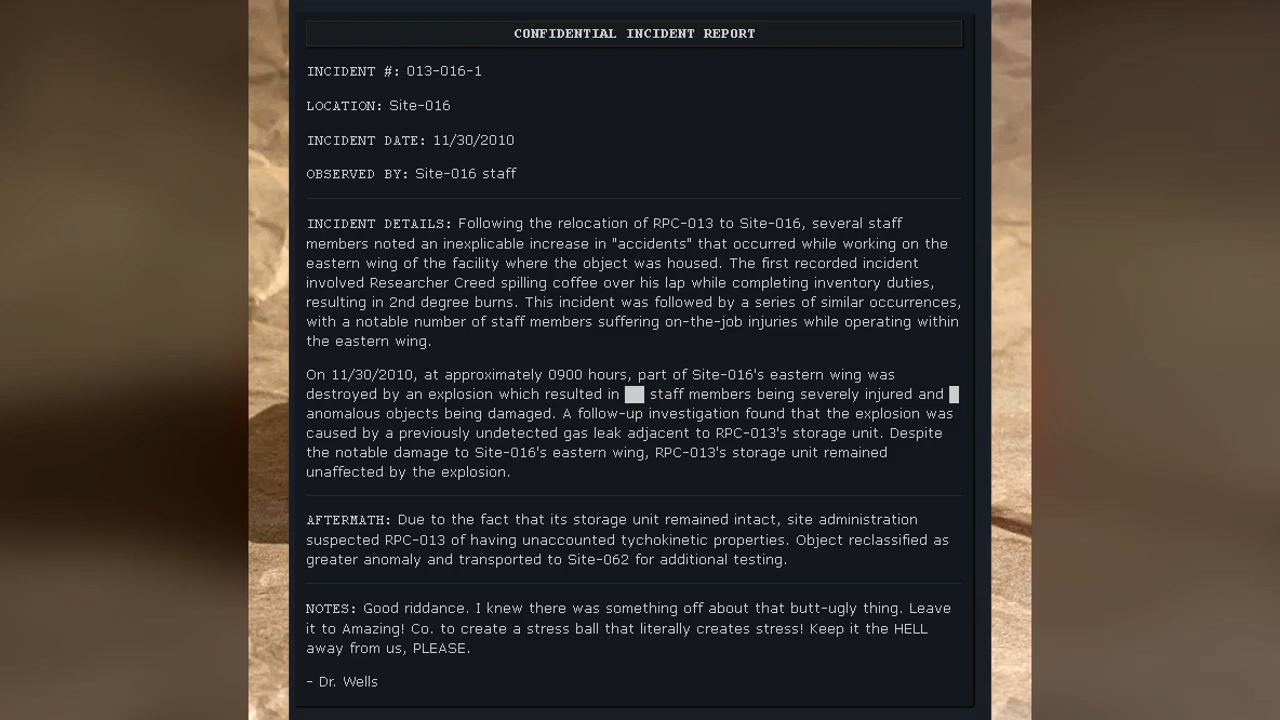 CONFIDENTIAL INCIDENT REPORT
INCIDENT #: 013-016-1
LOCATION: Site-016
INCIDENT DATE: 11/30/2010
OBSERVED BY: Site-016 staff
INCIDENT DETAILS: Following the relocation of RPC-013 to Site-016, several staff
members noted an inexplicable increase in "accidents" that occurred while working on the
eastern wing of the facility where the object was housed. The first recorded incident
involved Researcher Creed spilling coffee over his lap while completing inventory duties,
resulting in 2nd degree burns. This incident was followed by a series of similar occurrences,
with a notable number of staff members suffering on-the-job injuries while operating within
the eastern wing.
On 11/30/2010, at approximately 0900 hours, part of Site-016's eastern wing was
destroyed by an explosion which resulted in ██ staff members being severely injured and █
anomalous objects being damaged. A follow-up investigation found that the explosion was
caused by a previously undetected gas leak adjacent to RPC-013's storage unit. Despite
the notable damage to Site-016's eastern wing, RPC-013's storage unit remained
unaffected by the explosion.
AFTERMATH: Due to the fact that its storage unit remained intact, site administration
suspected RPC-013 of having unaccounted tychokinetic properties. Object reclassified as
greater anomaly and transported to Site-062 for additional testing.
NOTES: Good riddance. I knew there was something off about that butt-ugly thing. Leave
it to Amazing! Co. to create a stress ball that literally creates stress! Keep it the HELL
away from us, PLEASE.
– Dr. Wells